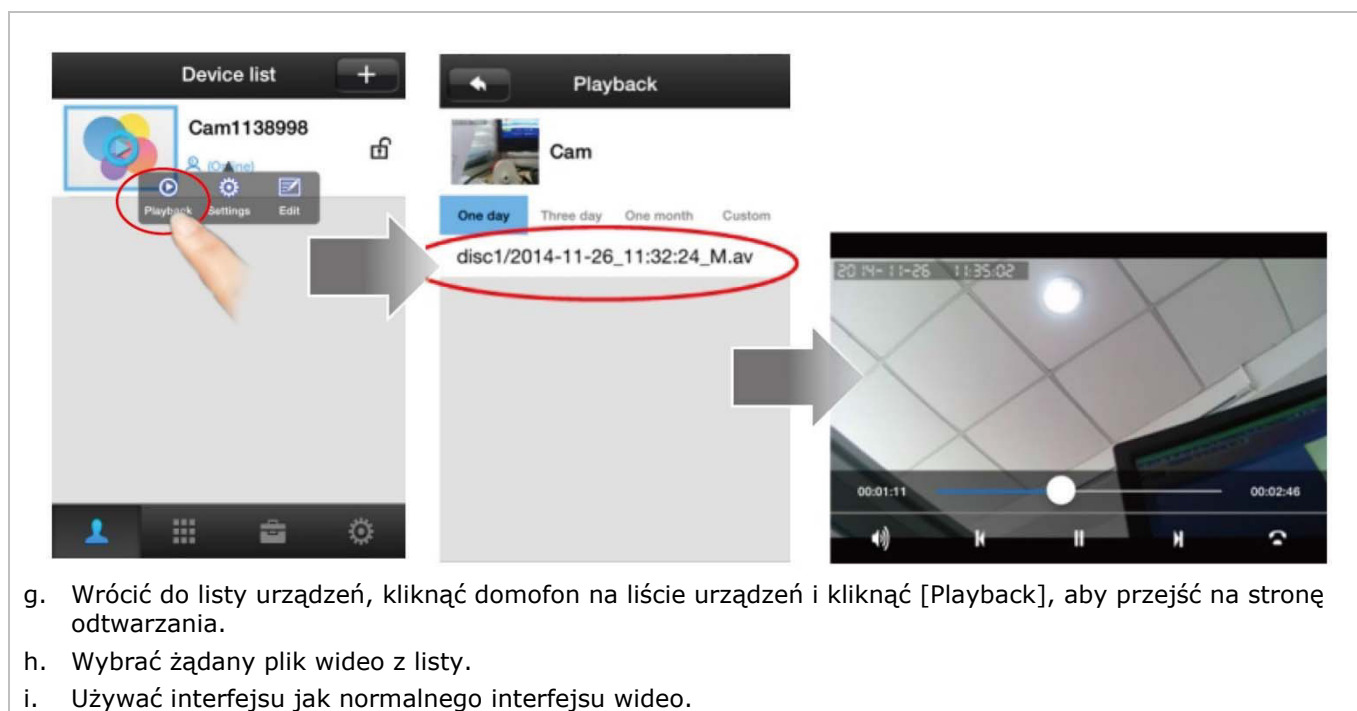 Device list
+
Cam1138998
(Online)
Playback Settings Edit
Playback
Cam
One day Three day One month Custom
disc1/2014-11-26_11:32:24_M.av
2014-11-26 11:35:02
00:01:11 00:02:46
g. Wrócić do listy urządzeń, kliknąć domofon na liście urządzeń i kliknąć [Playback], aby przejść na stronę
odtwarzania.
h. Wybrać żądany plik wideo z listy.
i. Używać interfejsu jak normalnego interfejsu wideo.